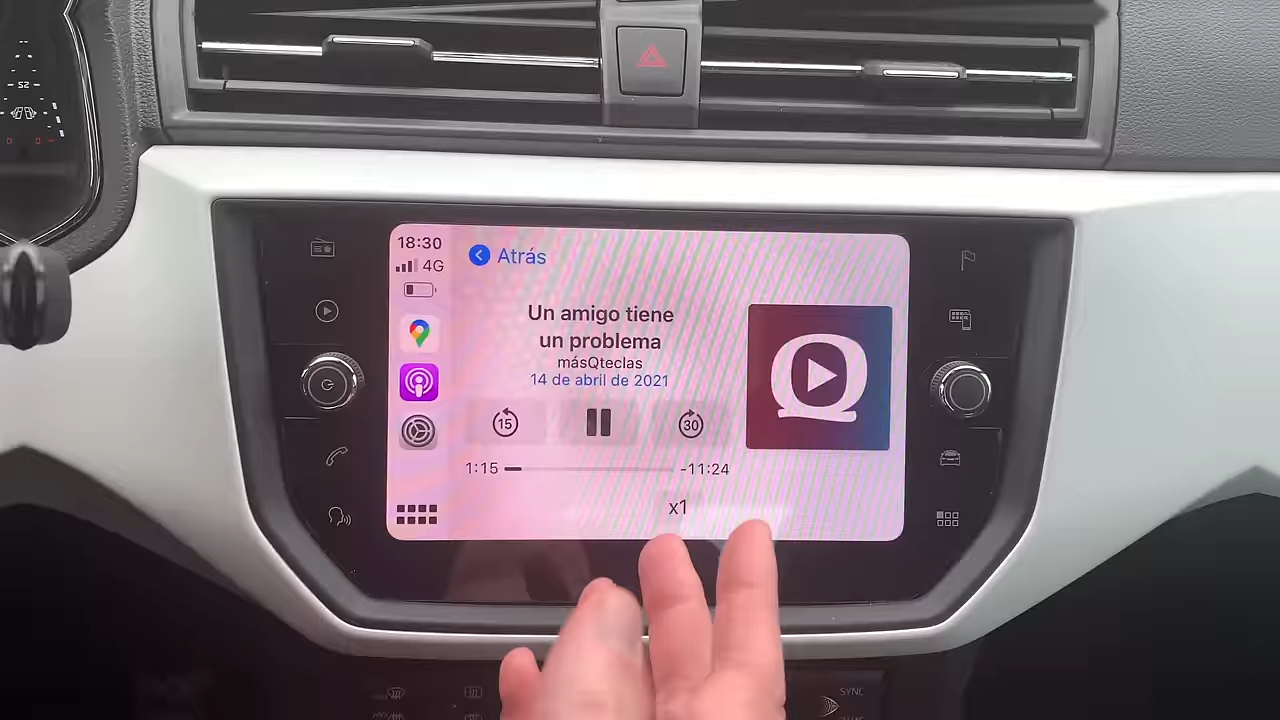 S2
18:30
4G
Atrás
Un amigo tiene
un problema
másQteclas
14 de abril de 2021
15
30
1:15
-11:24
x1
Q
SYNC